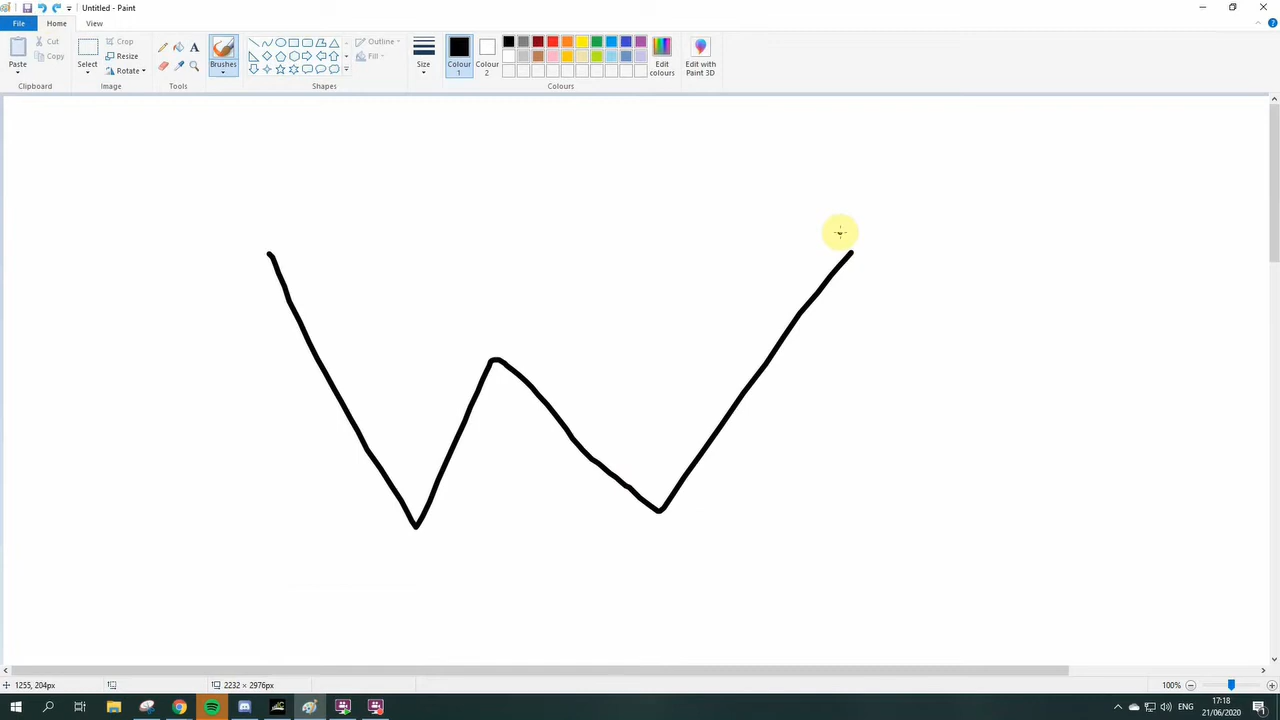 Untitled - Paint
File Home View
Paste
Cut
Copy
Clipboard
Select
Crop
Resize
Rotate
Image
Tools
Brushes
Outline
Fill
Shapes
Size
Colour 1
Colour 2
Edit colours
Colours
Edit with Paint 3D
W
1255, 204px
2232 × 2976px
100%
ENG
17:18
21/06/2020